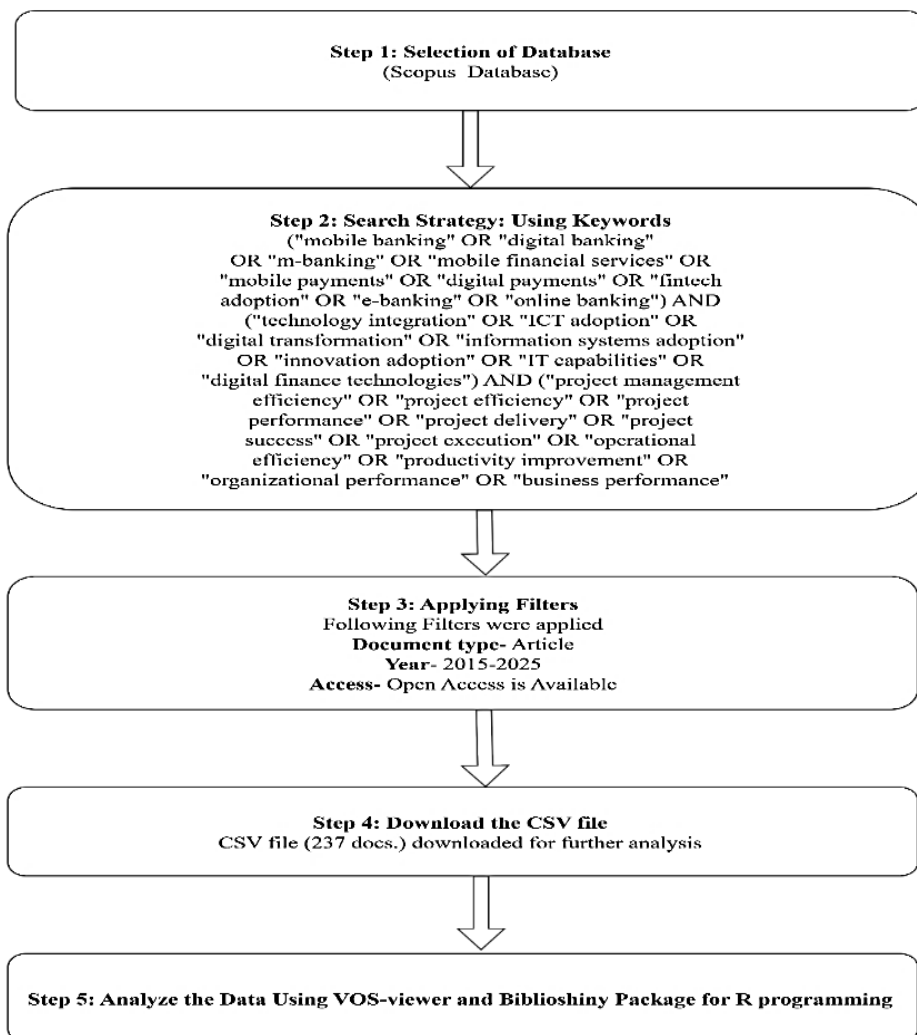 Step 1: Selection of Database
(Scopus Database)
Step 2: Search Strategy: Using Keywords
("mobile banking" OR "digital banking"
OR "m-banking" OR "mobile financial services" OR
"mobile payments" OR "digital payments" OR "fintech
adoption" OR "e-banking" OR "online banking") AND
("technology integration" OR "ICT adoption" OR
"digital transformation" OR "information systems adoption"
OR "innovation adoption" OR "IT capabilities" OR
"digital finance technologies") AND ("project management
efficiency" OR "project efficiency" OR "project
performance" OR "project delivery" OR "project
success" OR "project execution" OR "operational
efficiency" OR "productivity improvement" OR
"organizational performance" OR "business performance"
Step 3: Applying Filters
Following Filters were applied
Document type- Article
Year- 2015-2025
Access- Open Access is Available
Step 4: Download the CSV file
CSV file (237 docs.) downloaded for further analysis
Step 5: Analyze the Data Using VOS-viewer and Biblioshiny Package for R programming